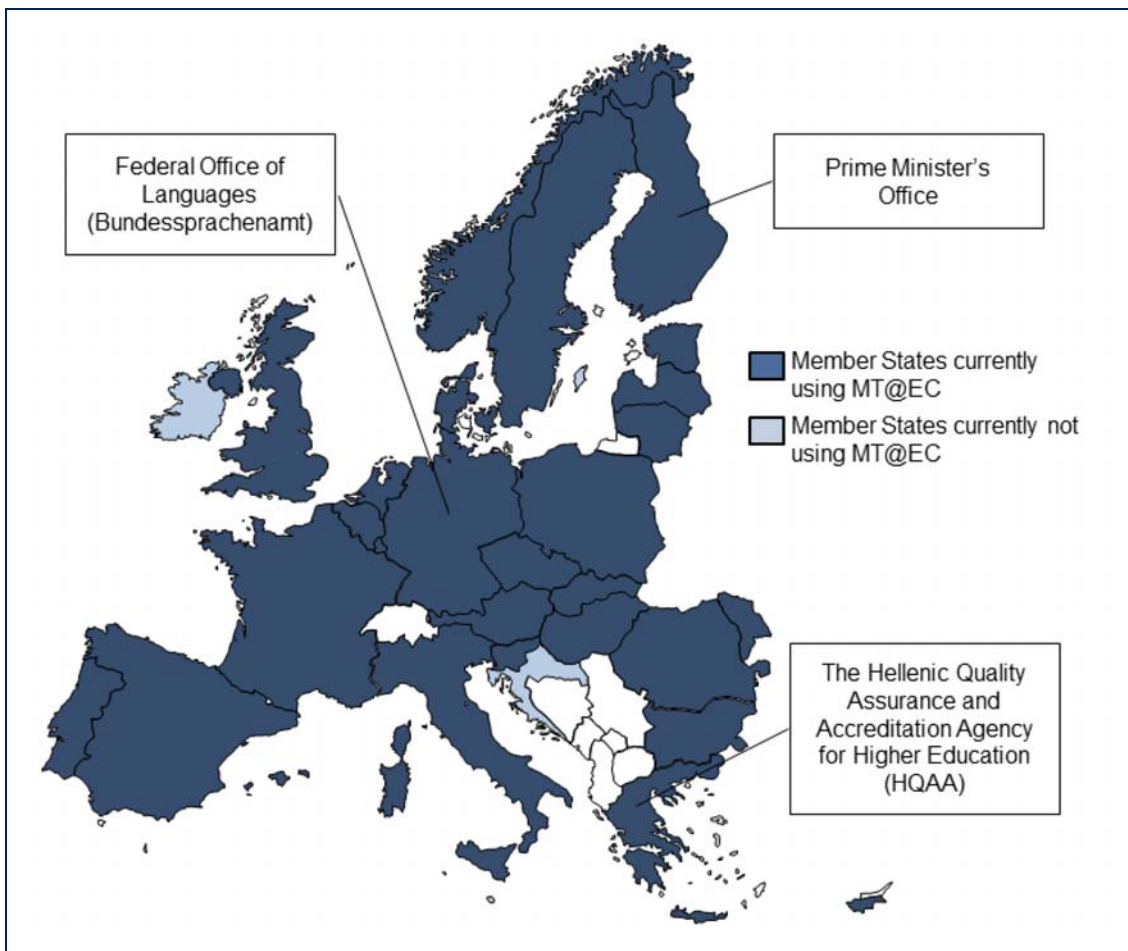 Federal Office of
Languages
(Bundessprachenamt)
Prime Minister’s
Office
Member States currently
using MT@EC
Member States currently not
using MT@EC
The Hellenic Quality
Assurance and
Accreditation Agency
for Higher Education
(HQAA)